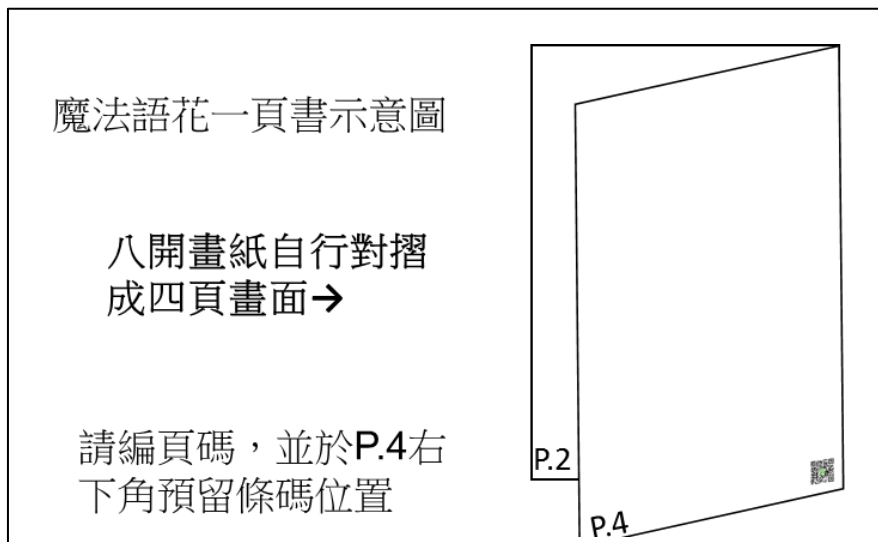 魔法語花一頁書示意圖
八開畫紙自行對摺
成四頁畫面→
請編頁碼，並於P.4右
下角預留條碼位置
P.2
P.4